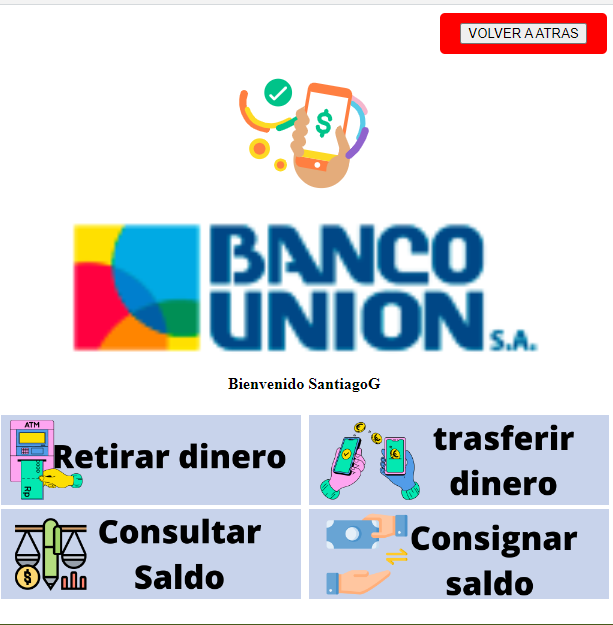 VOLVER A ATRAS
$
BANCO
UNION S.A.
Bienvenido SantiagoG
ATM
Retirar dinero
Rp
trasferir
dinero
Consultar
Saldo
$
Consignar
saldo